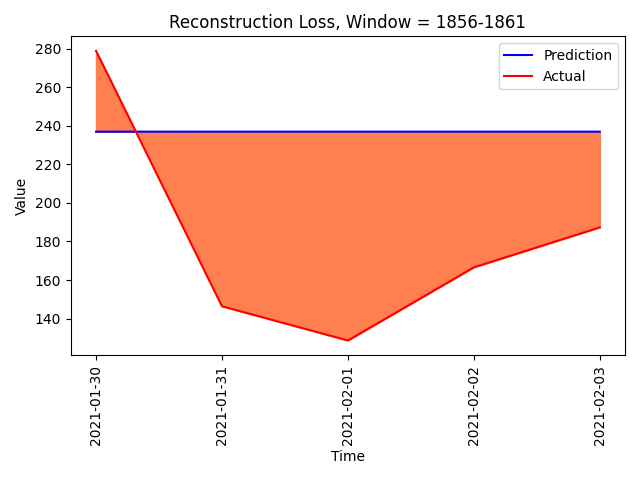 Reconstruction Loss, Window = 1856-1861
Prediction
Actual
Value
280
260
240
220
200
180
160
140
2021-01-30
2021-01-31
2021-02-01
2021-02-02
2021-02-03
Time